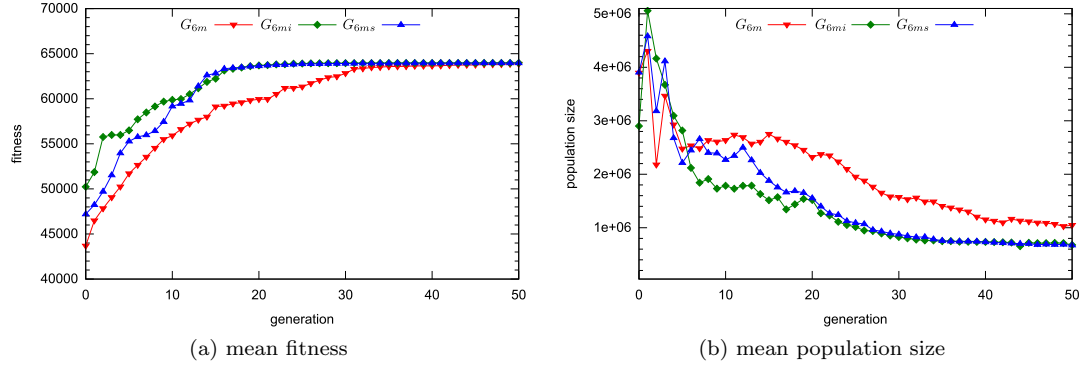 70000
65000
60000
55000
50000
45000
40000
fitness
G6m G6mi G6ms
0 10 20 30 40 50
generation
(a) mean fitness
5e+06
4e+06
3e+06
2e+06
1e+06
population size
G6m G6mi G6ms
0 10 20 30 40 50
generation
(b) mean population size